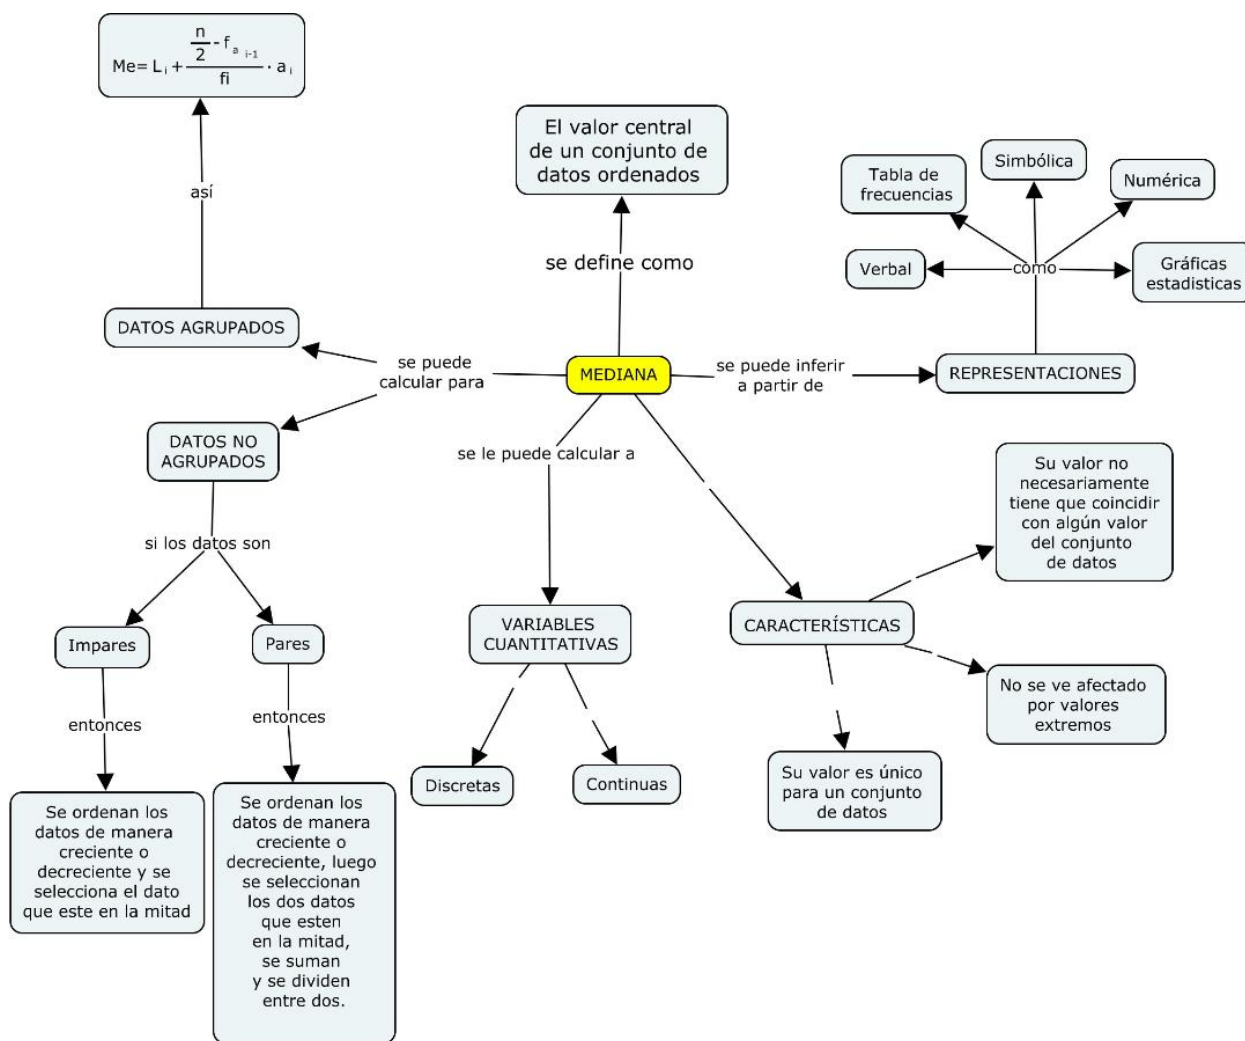 Me= L i + n/2 - f a i-1 / fi · a i
así
DATOS AGRUPADOS
El valor central
de un conjunto de
datos ordenados
se define como
Tabla de
frecuencias
Simbólica
Numérica
Verbal
como
Gráficas
estadisticas
se puede
calcular para
MEDIANA
se puede inferir
a partir de
REPRESENTACIONES
DATOS NO
AGRUPADOS
si los datos son
Impares
Pares
entonces
entonces
Se ordenan los
datos de manera
creciente o
decreciente y se
selecciona el dato
que este en la mitad
Se ordenan los
datos de manera
creciente o
decreciente, luego
se seleccionan
los dos datos
que esten
en la mitad,
se suman
y se dividen
entre dos.
se le puede calcular a
VARIABLES
CUANTITATIVAS
Discretas
Continuas
CARACTERÍSTICAS
Su valor no
necesariamente
tiene que coincidir
con algún valor
del conjunto
de datos
No se ve afectado
por valores
extremos
Su valor es único
para un conjunto
de datos